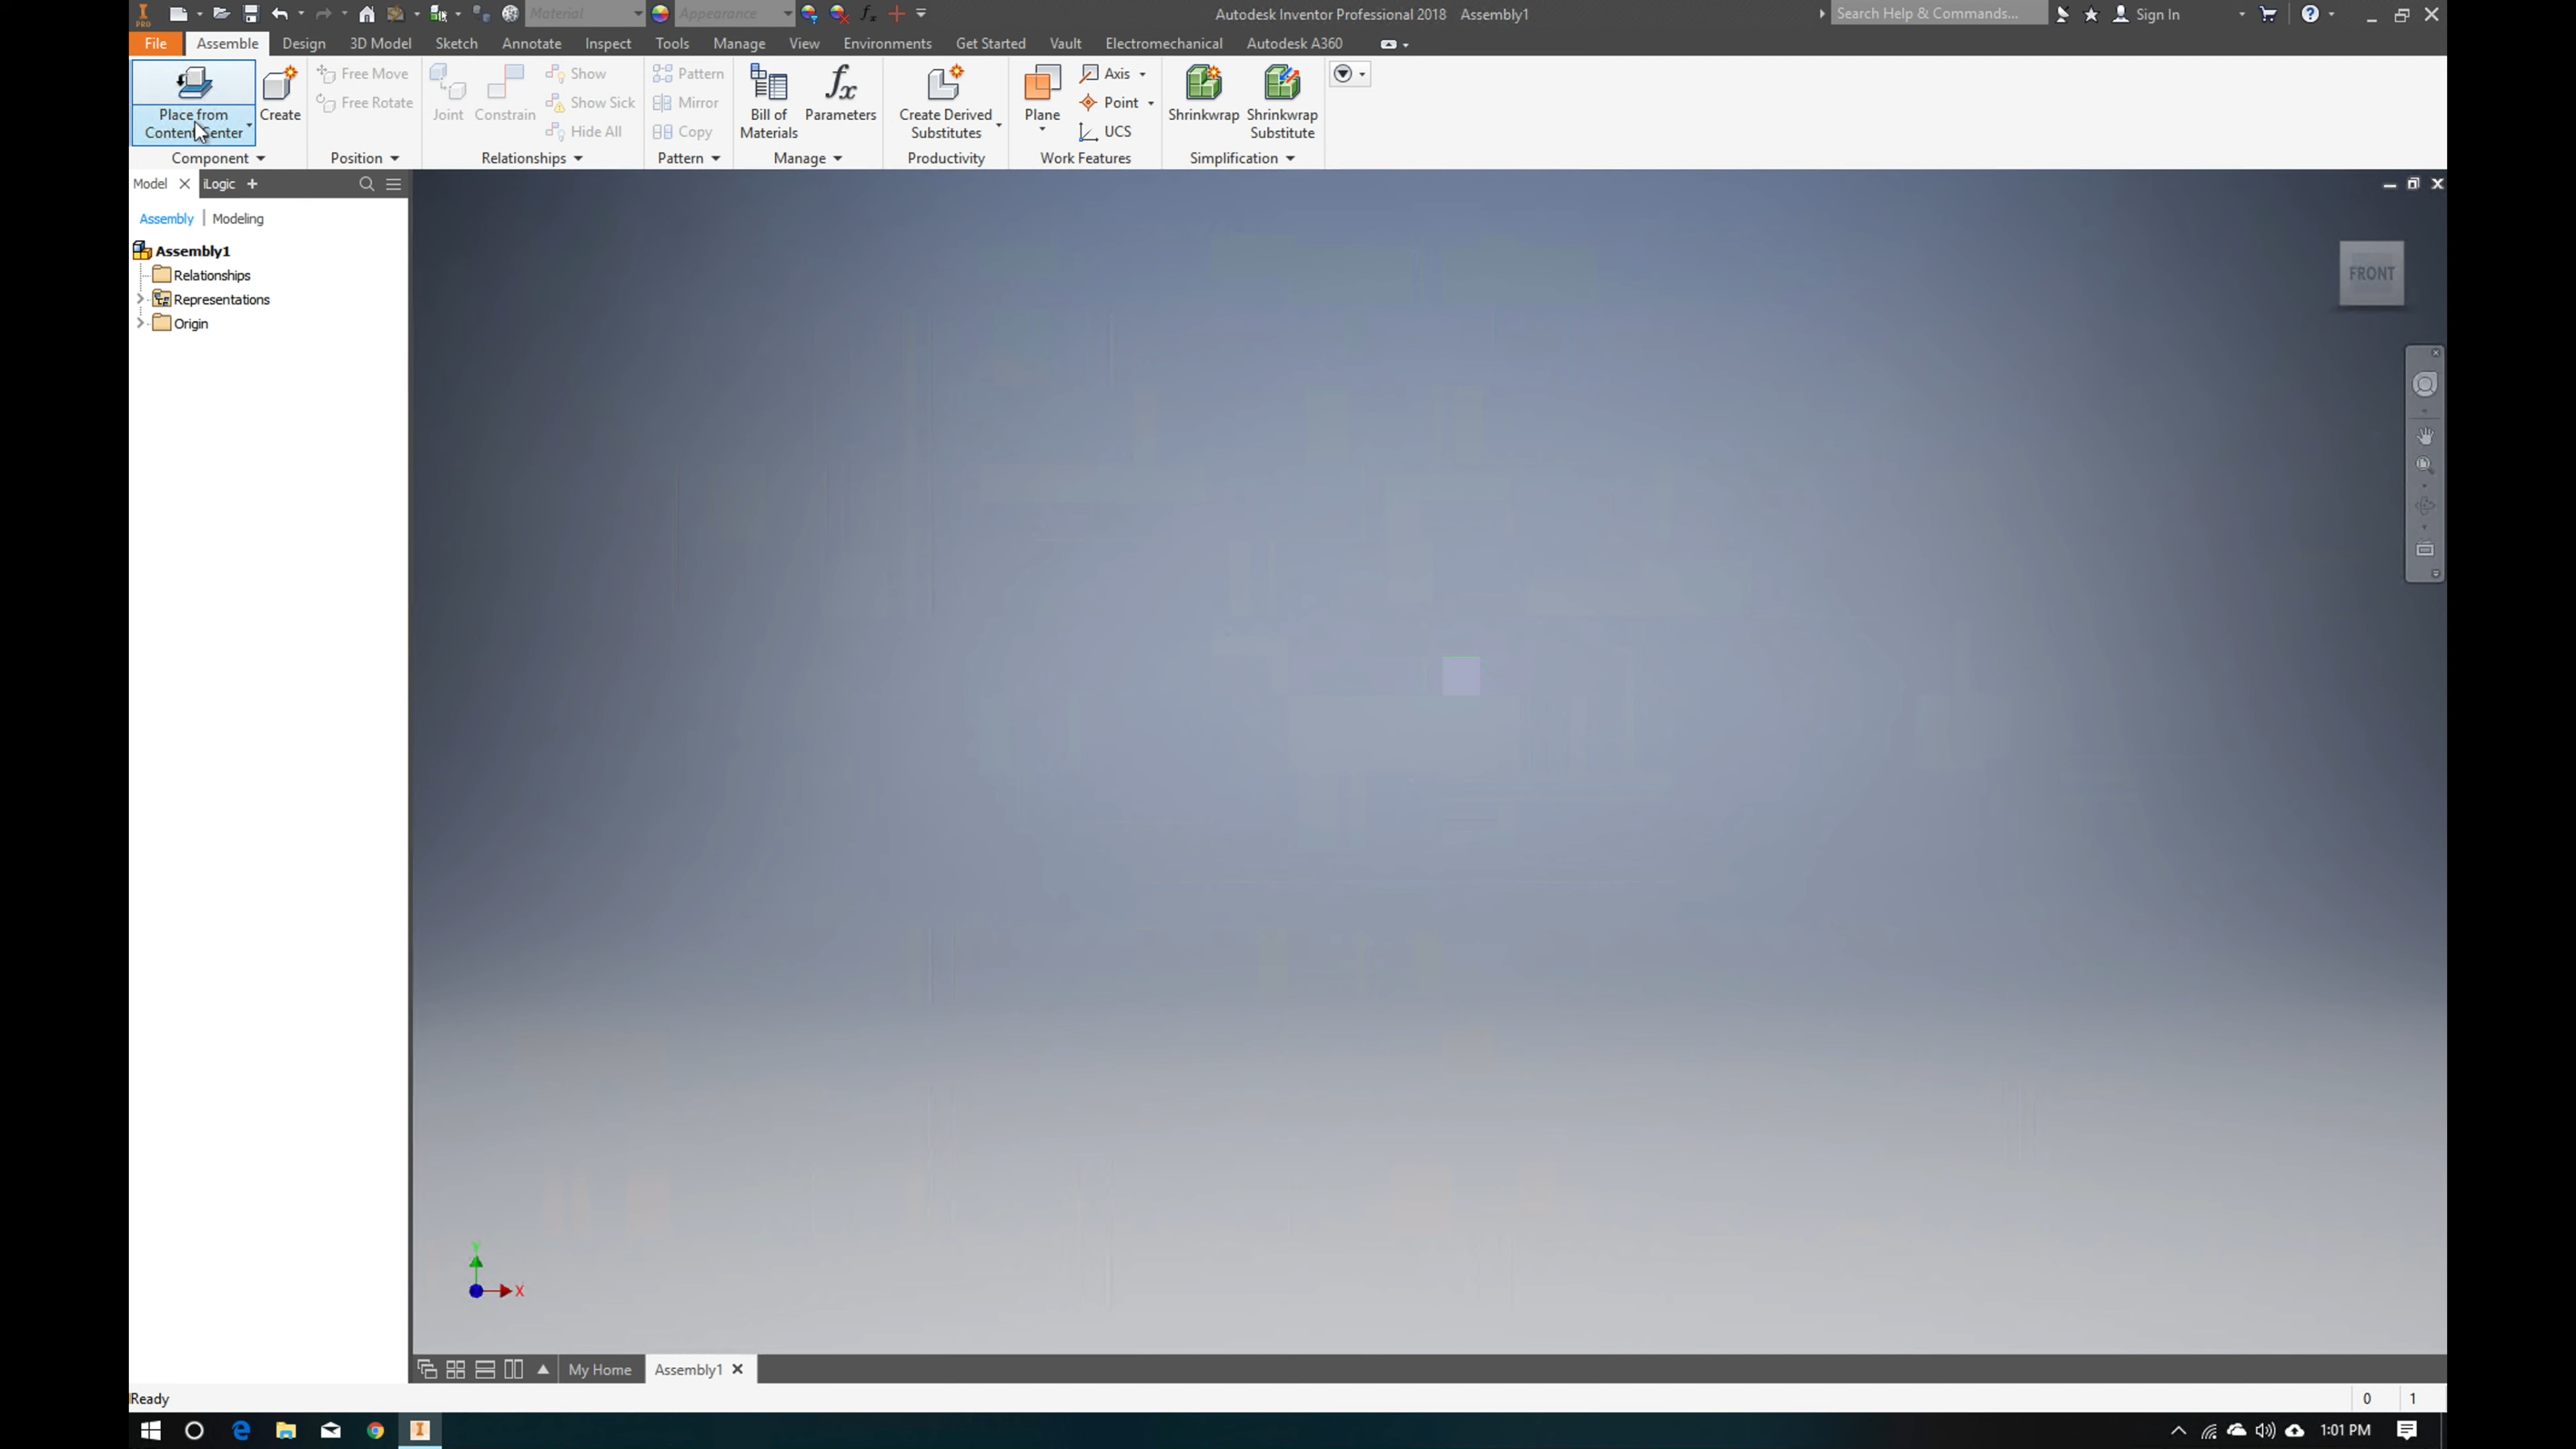 PRO
Material
Appearance
Autodesk Inventor Professional 2018 Assembly1
Search Help & Commands...
Sign In
File Assemble Design 3D Model Sketch Annotate Inspect Tools Manage View Environments Get Started Vault Electromechanical Autodesk A360
Place from
Content Center
Create
Free Move
Free Rotate
Joint
Constrain
Show
Show Sick
Hide All
Pattern
Mirror
Copy
Bill of
Materials
Parameters
Create Derived
Substitutes
Plane
Axis
Point
UCS
Shrinkwrap
Shrinkwrap
Substitute
Component Position Relationships Pattern Manage Productivity Work Features Simplification
Model iLogic
Assembly Modeling
Assembly1
Relationships
Representations
Origin
FRONT
Y
X
My Home Assembly1
Ready
0 1
1:01 PM